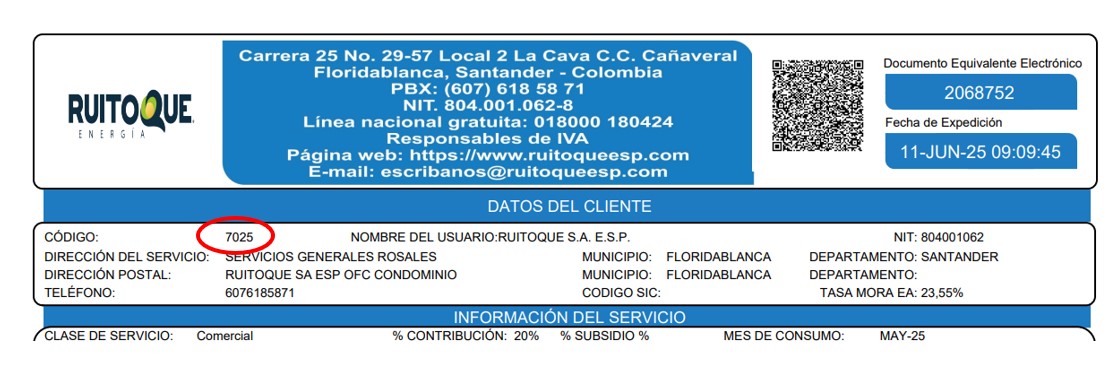 RUITOQUE
ENERGÍA
Carrera 25 No. 29-57 Local 2 La Cava C.C. Cañaveral
Floridablanca, Santander - Colombia
PBX: (607) 618 58 71
NIT. 804.001.062-8
Línea nacional gratuita: 018000 180424
Responsables de IVA
Página web: https://www.ruitoqueesp.com
E-mail: escribanos@ruitoqueesp.com
Documento Equivalente Electrónico
2068752
Fecha de Expedición
11-JUN-25 09:09:45
DATOS DEL CLIENTE
CÓDIGO: 7025 NOMBRE DEL USUARIO:RUITOQUE S.A. E.S.P. NIT: 804001062
DIRECCIÓN DEL SERVICIO: SERVICIOS GENERALES ROSALES MUNICIPIO: FLORIDABLANCA DEPARTAMENTO: SANTANDER
DIRECCIÓN POSTAL: RUITOQUE SA ESP OFC CONDOMINIO MUNICIPIO: FLORIDABLANCA DEPARTAMENTO:
TELÉFONO: 6076185871 CODIGO SIC: TASA MORA EA: 23,55%
INFORMACIÓN DEL SERVICIO
CLASE DE SERVICIO: Comercial % CONTRIBUCIÓN: 20% % SUBSIDIO % MES DE CONSUMO: MAY-25